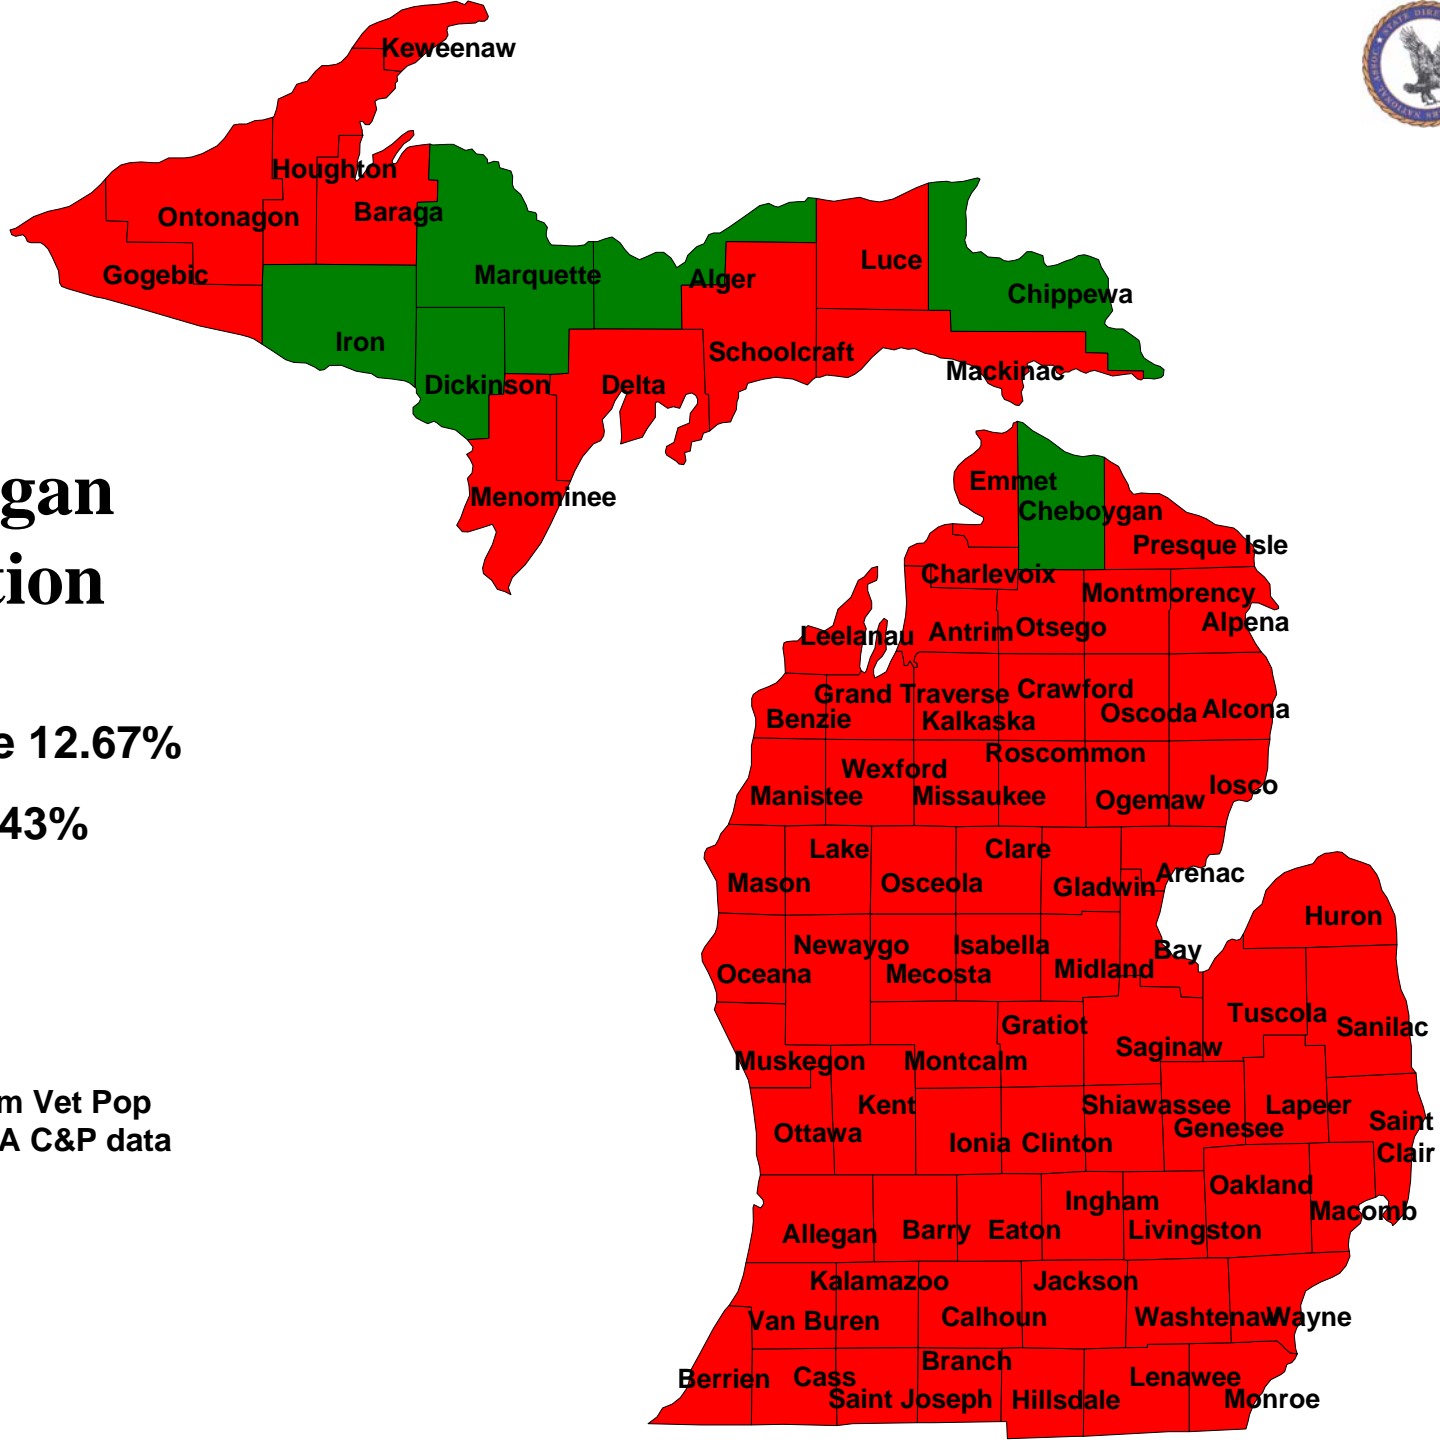 Keweenaw
Houghton
Ontonagon
Baraga
Gogebic
Marquette
Alger
Luce
Chippewa
Iron
Dickinson
Delta
Schoolcraft
Mackinac
Menominee
gan
tion
e 12.67%
43%
m Vet Pop
A C&P data
Emmet
Cheboygan
Presque Isle
Charlevoix
Montmorency
Leelanau
Antrim
Otsego
Alpena
Grand Traverse
Crawford
Benzie
Kalkaska
Oscoda
Alcona
Roscommon
Wexford
Manistee
Missaukee
Ogemaw
Iosco
Lake
Clare
Mason
Osceola
Gladwin
Arenac
Huron
Newaygo
Isabella
Bay
Oceana
Mecosta
Midland
Tuscola
Sanilac
Gratiot
Saginaw
Muskegon
Montcalm
Kent
Shiawassee
Lapeer
Genesee
Saint
Clair
Ottawa
Ionia
Clinton
Oakland
Macomb
Ingham
Allegan
Barry
Eaton
Livingston
Kalamazoo
Jackson
Van Buren
Calhoun
Washtenaw
Wayne
Branch
Berrien
Cass
Saint Joseph
Hillsdale
Lenawee
Monroe